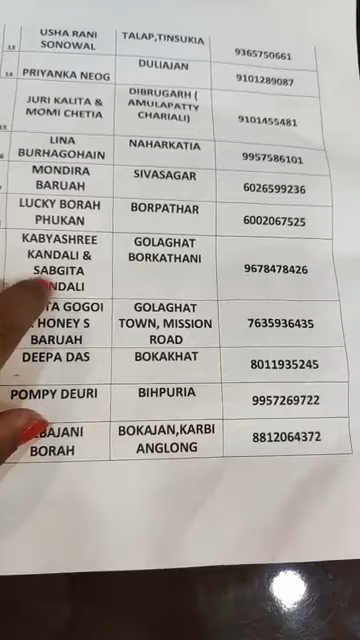 USHA RANI TALAP,TINSUKIA
13 SONOWAL 9365750661
14 PRIYANKA NEOG DULIAJAN 9101289087
JURI KALITA & DIBRUGARH (
MOMI CHETIA AMULAPATTY 9101455481
15 CHARIALI)
LINA NAHARKATIA
BURHAGOHAIN 9957586101
MONDIRA SIVASAGAR
BARUAH 6026599236
LUCKY BORAH BORPATHAR
PHUKAN 6002067525
KABYASHREE GOLAGHAT
KANDALI & BORKATHANI
SABGITA 9678478426
NDALI
TA GOGOI GOLAGHAT
HONEY S TOWN, MISSION 7635936435
BARUAH ROAD
DEEPA DAS BOKAKHAT 8011935245
POMPY DEURI BIHPURIA 9957269722
BAJANI BOKAJAN,KARBI
BORAH ANGLONG 8812064372